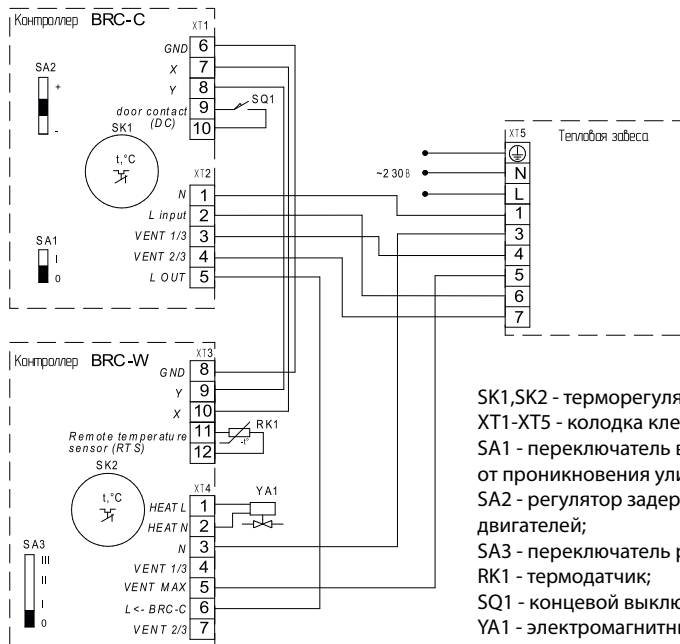 Контроллер BRC-C
XT1
GND 6
X 7
Y 8
door contact (DC) 9
10
SQ1
SA2
+
-
SK1
t,°C
XT2
N 1
L input 2
VENT 1/3 3
VENT 2/3 4
L OUT 5
SA1
I
0
XT5
Тепловая завеса
~230В
N
L
1
3
4
5
6
7
Контроллер BRC-W
XT3
GND 8
Y 9
X 10
Remote temperature sensor (RTS) 11
12
RK1
-t°
SK2
t,°C
XT4
HEAT L 1
HEAT N 2
N 3
VENT 1/3 4
VENT MAX 5
L<- BRC-C 6
VENT 2/3 7
YA1
SA3
III
II
I
0
SK1,SK2 - терморегуля
XT1-XT5 - колодка кле
SA1 - переключатель в
от проникновения ули
SA2 - регулятор задер
двигателей;
SA3 - переключатель р
RK1 - термодатчик;
SQ1 - концевой выклю
YA1 - электромагнитн